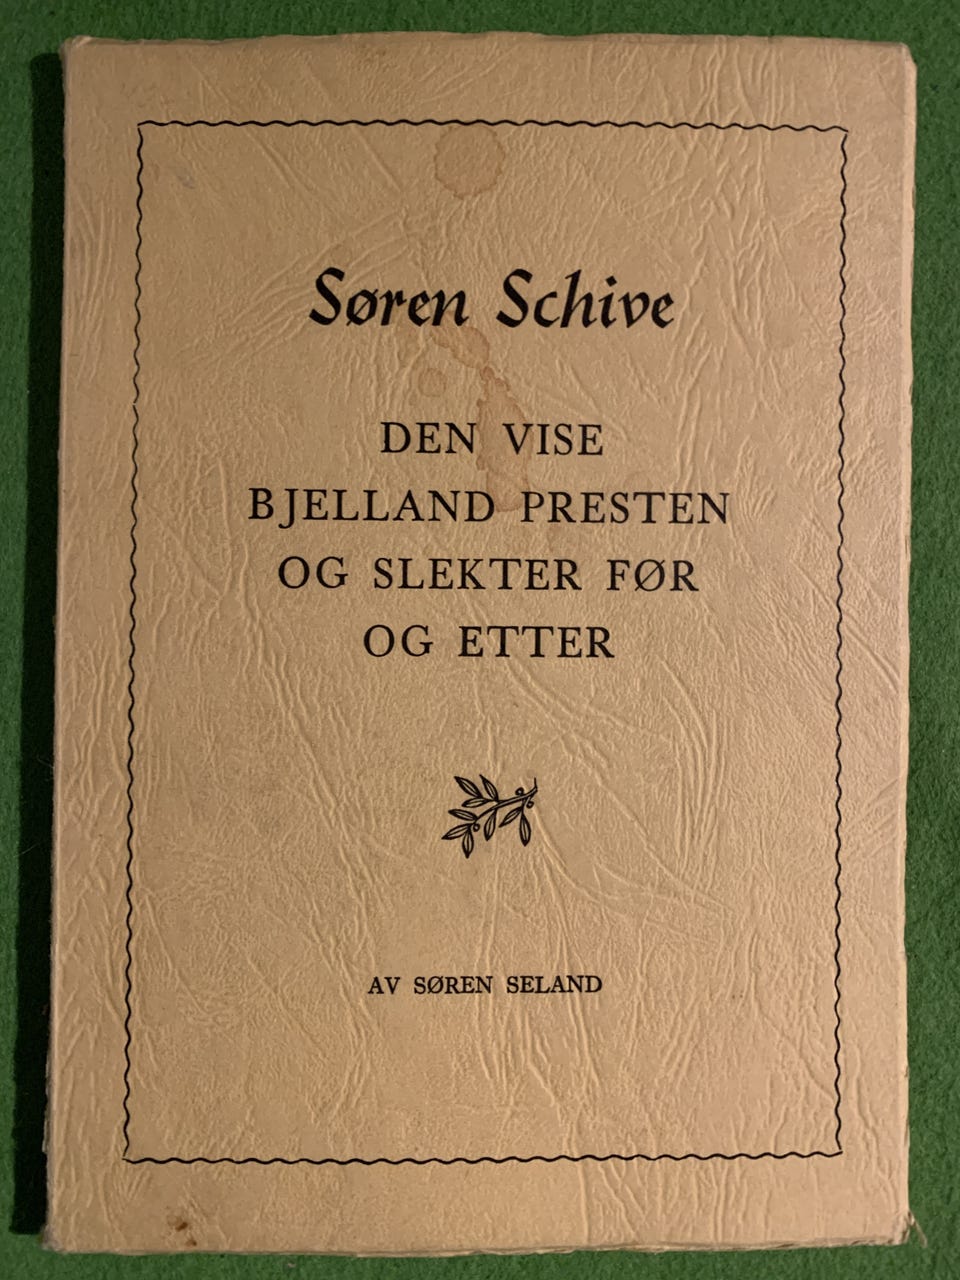 Søren Schive
DEN VISE
BJELLAND PRESTEN
OG SLEKTER FØR
OG ETTER
AV SØREN SELAND